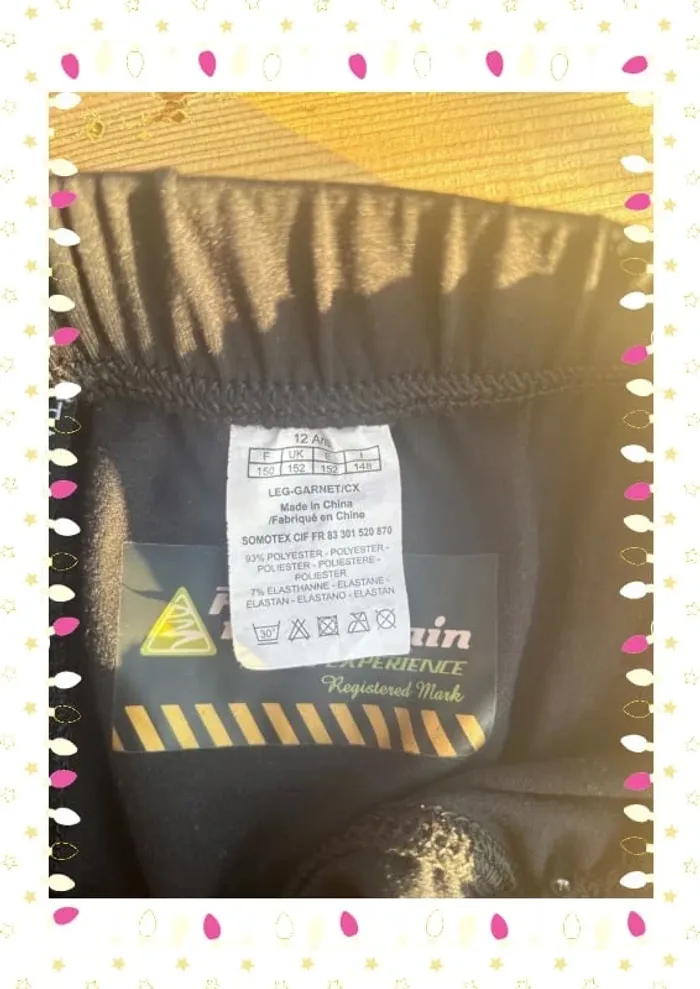 12 Ans
F UK E I
150 152 152 148
LEG-GARNET/CX
Made in China
/Fabriqué en Chine
SOMOTEX CIF FR 83 301 520 870
93% POLYESTER - POLYESTER -
POLIESTER - POLIESTERE -
POLIESTER
7% ELASTHANNE - ELASTANE -
ELASTAN - ELASTANO - ELASTAN
30°
EXPERIENCE
Registered Mark